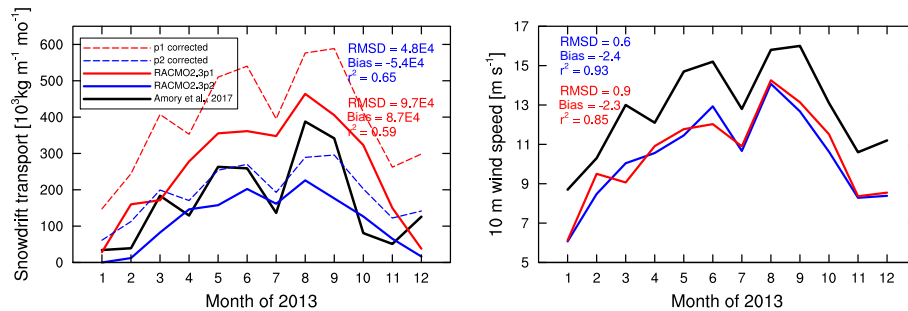 Snowdrift transport [10³kg m⁻¹ mo⁻¹]
600
500
400
300
200
100
0
p1 corrected
p2 corrected
RACMO2.3p1
RACMO2.3p2
Amory et al., 2017
RMSD = 4.8E4
Bias = -5.4E4
r² = 0.65
RMSD = 9.7E4
Bias = 8.7E4
r² = 0.59
1 2 3 4 5 6 7 8 9 10 11 12
Month of 2013
10 m wind speed [m s⁻¹]
17
15
13
11
9
7
5
RMSD = 0.6
Bias = -2.4
r² = 0.93
RMSD = 0.9
Bias = -2.3
r² = 0.85
1 2 3 4 5 6 7 8 9 10 11 12
Month of 2013